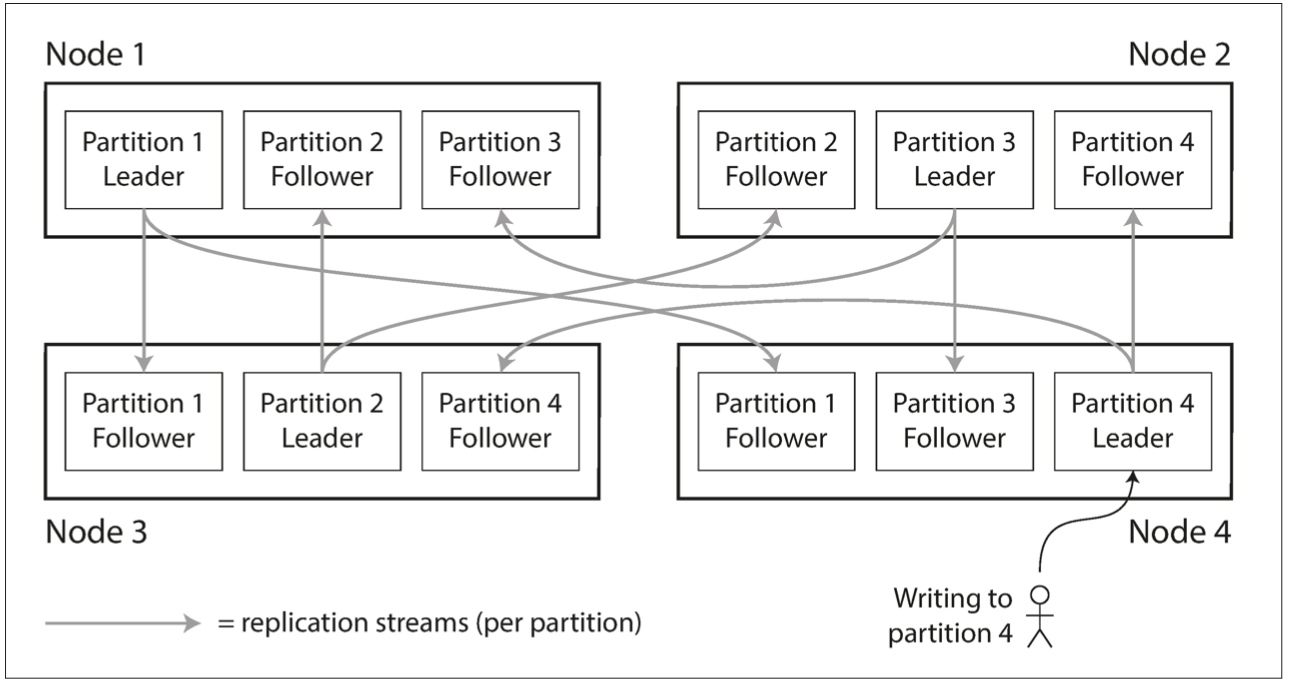 Node 1
Node 2
Partition 1
Leader
Partition 2
Follower
Partition 3
Follower
Partition 2
Follower
Partition 3
Leader
Partition 4
Follower
Partition 1
Follower
Partition 2
Leader
Partition 4
Follower
Partition 1
Follower
Partition 3
Follower
Partition 4
Leader
Node 3
Node 4
= replication streams (per partition)
Writing to
partition 4